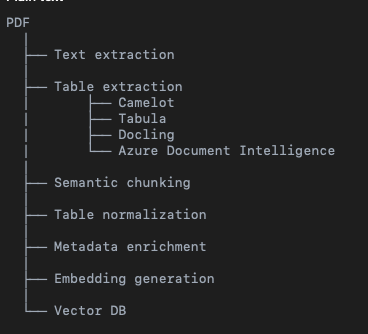 PDF
Text extraction
Table extraction
Camelot
Tabula
Docling
Azure Document Intelligence
Semantic chunking
Table normalization
Metadata enrichment
Embedding generation
Vector DB